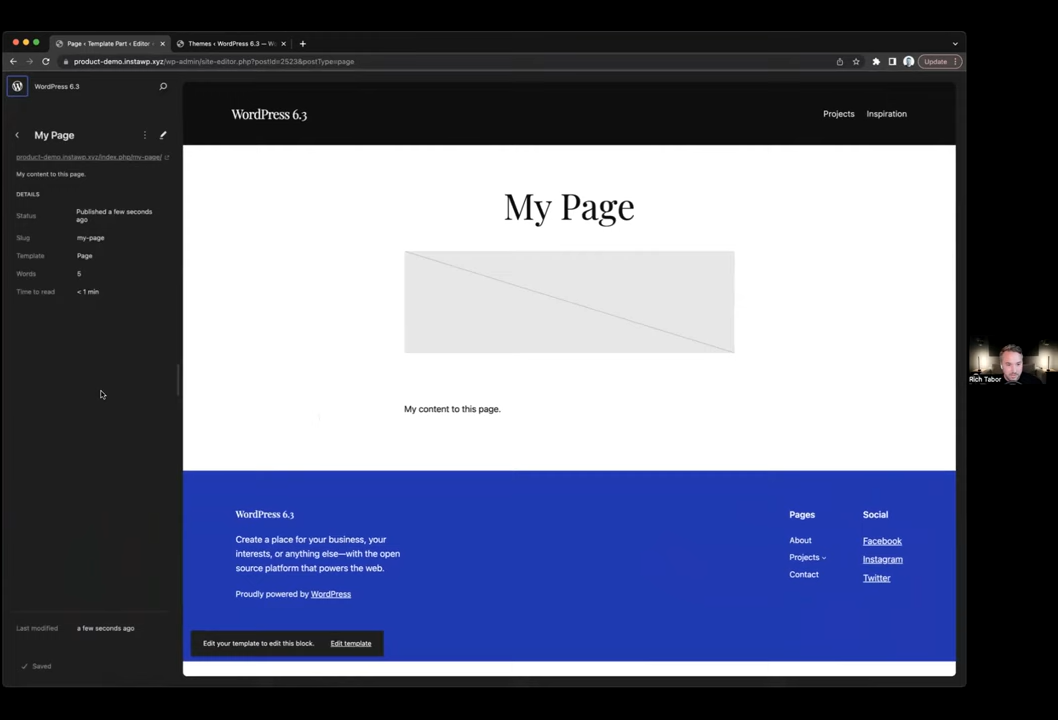 Page ‹ Template Part ‹ Editor
Themes ‹ WordPress 6.3 — W
product-demo.instawp.xyz/wp-admin/site-editor.php?postId=2523&postType=page
Update
WordPress 6.3
My Page
product-demo.instawp.xyz/index.php/my-page/
My content to this page.
DETAILS
Status Published a few seconds
ago
Slug my-page
Template Page
Words 5
Time to read < 1 min
Last modified a few seconds ago
Saved
WordPress 6.3
Projects Inspiration
My Page
My content to this page.
WordPress 6.3
Create a place for your business, your
interests, or anything else—with the open
source platform that powers the web.
Proudly powered by WordPress
Pages
About
Projects
Contact
Social
Facebook
Instagram
Twitter
Edit your template to edit this block. Edit template
Rich Tabor